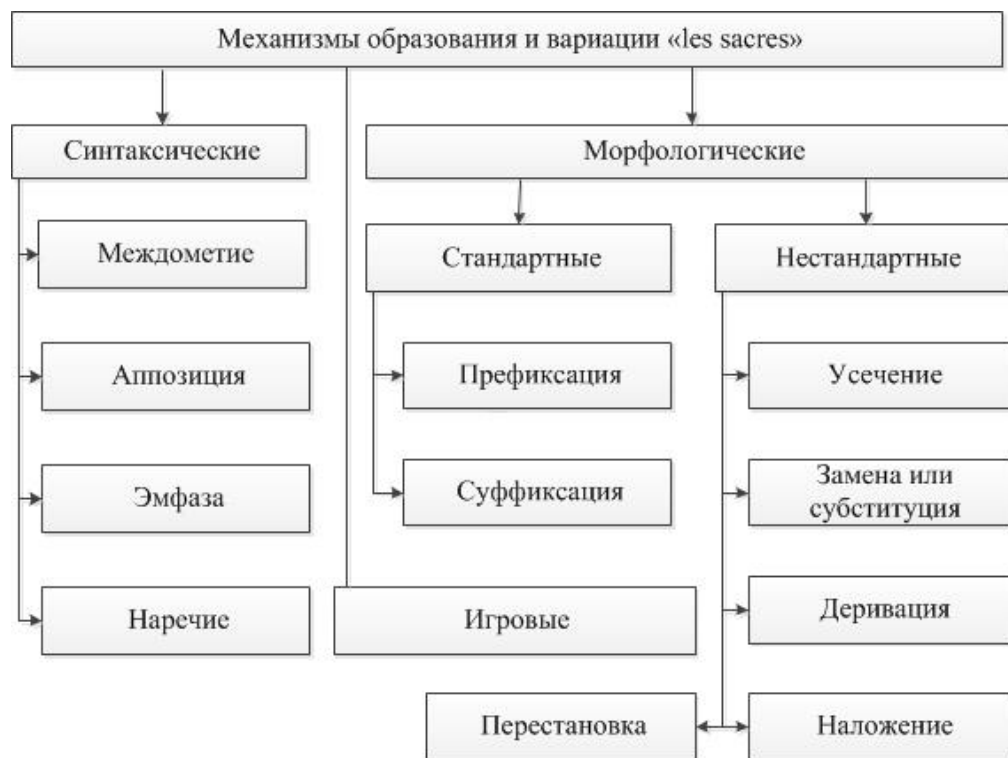 Механизмы образования и вариации «les sacres»
Синтаксические
Морфологические
Междометие
Стандартные
Нестандартные
Аппозиция
Префиксация
Усечение
Эмфаза
Суффиксация
Замена или
субституция
Наречие
Игровые
Деривация
Перестановка
Наложение